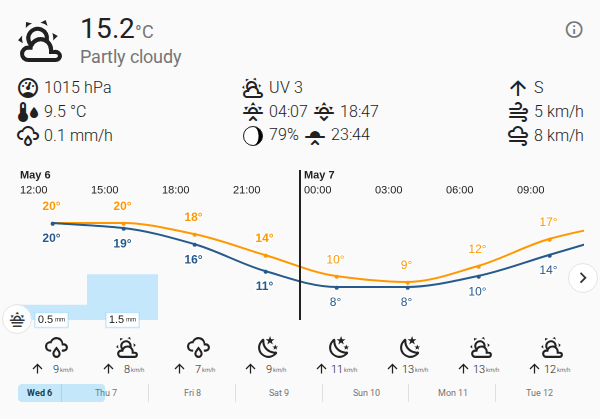 15.2°C
Partly cloudy
1015 hPa UV 3 S
9.5 °C 04:07 18:47 5 km/h
0.1 mm/h 79% 23:44 8 km/h
May 6 May 7
12:00 15:00 18:00 21:00 00:00 03:00 06:00 09:00
20° 20° 18° 14° 10° 9° 12° 17°
20° 19° 16° 11° 8° 8° 10° 14°
0.5 mm 1.5 mm
9 km/h 8 km/h 7 km/h 9 km/h 11 km/h 13 km/h 13 km/h 12 km/h
Wed 6 Thu 7 Fri 8 Sat 9 Sun 10 Mon 11 Tue 12